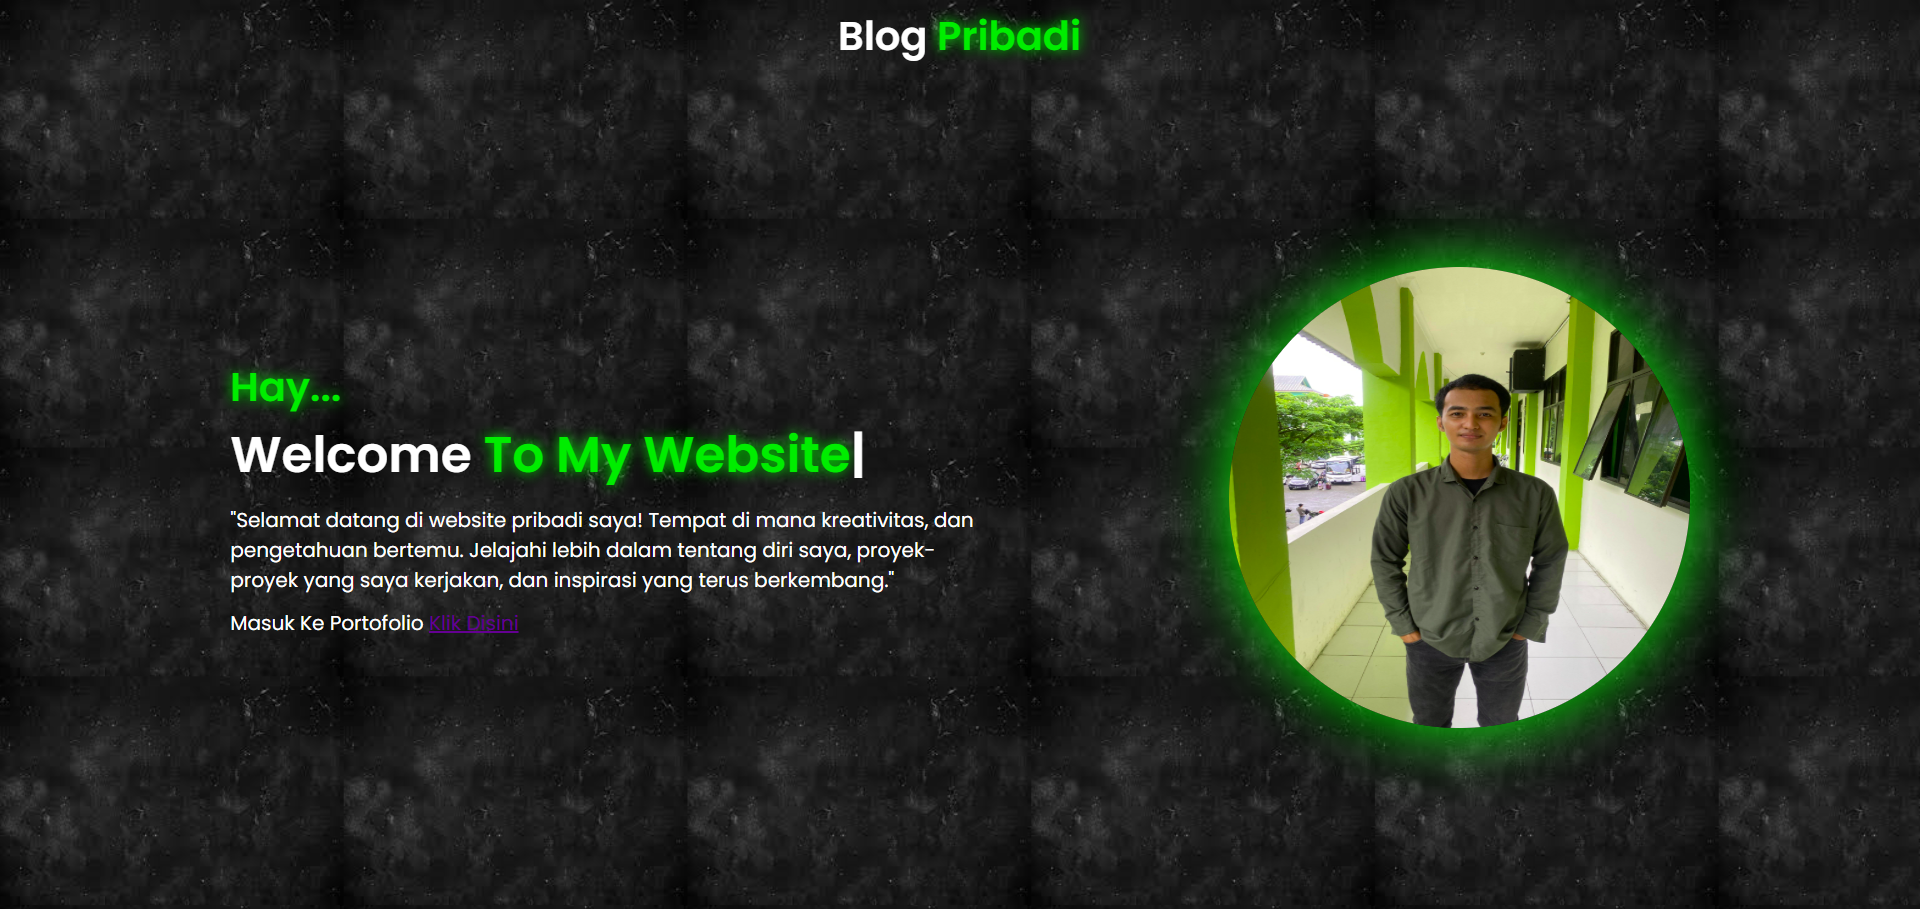 Blog Pribadi
Hay...
Welcome To My Website|
"Selamat datang di website pribadi saya! Tempat di mana kreativitas, dan
pengetahuan bertemu. Jelajahi lebih dalam tentang diri saya, proyek-
proyek yang saya kerjakan, dan inspirasi yang terus berkembang."
Masuk Ke Portofolio Klik Disini